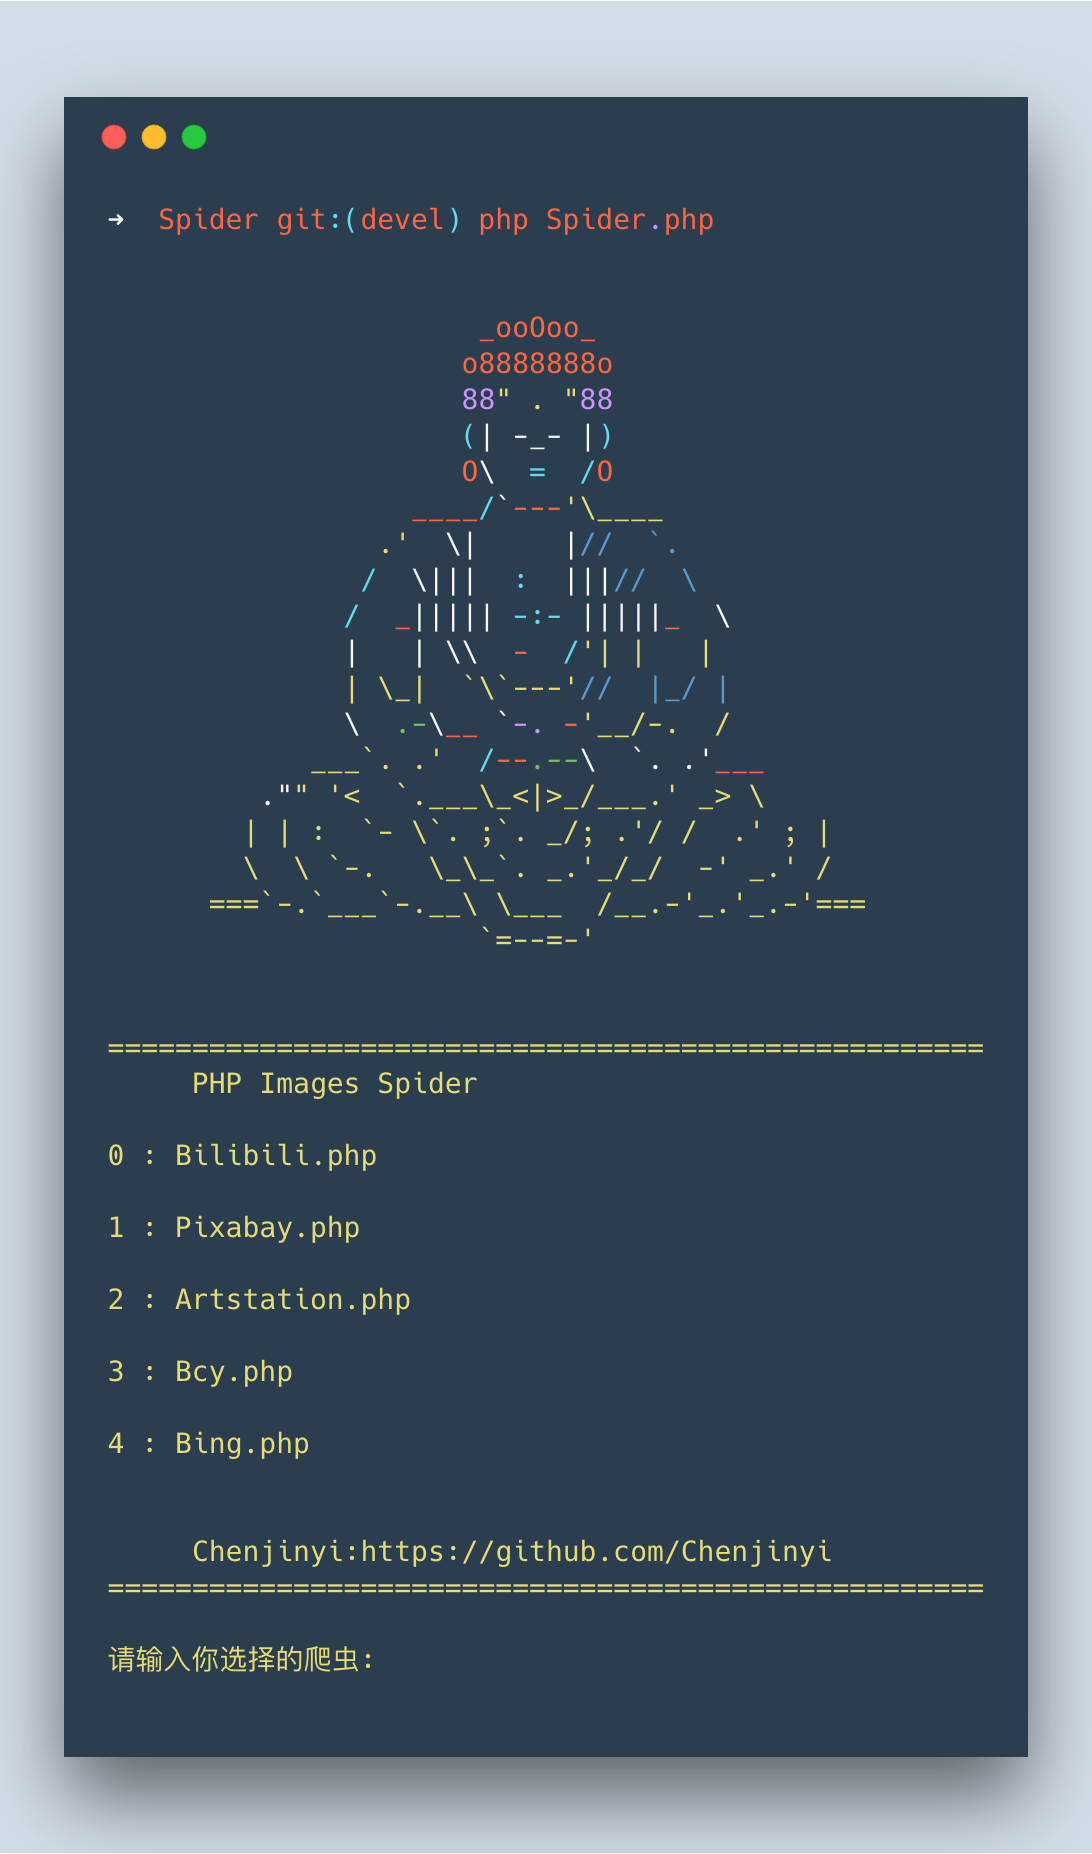 ➜  Spider git:(devel) php Spider.php
                      _ooOoo_
                     o8888888o
                     88" . "88
                     (| -_- |)
                     O\  =  /O
                  ____/`---'\____
                .'  \|     |//  `.
               /  \|||  :  |||//  \
              /  _||||| -:- |||||_  \
              |   | \\  -  /'| |   |
              | \_|  `\`---'//  |_/ |
              \  .-\__ `-. -'__/-.  /
            ___`. .'  /--.--\  `. .'___
         ."" '<  `.___\_<|>_/___.' _> \
        | | :  `- \`. ;`. _/; .'/ /  .' ; |
        \  \ `-.   \_\_`. _.'_/_/  -' _.' /
      ===`-.`___`-.__\ \___  /__.-'_.'_.-'===
                      `=--=-'
====================================================
     PHP Images Spider
0 : Bilibili.php
1 : Pixabay.php
2 : Artstation.php
3 : Bcy.php
4 : Bing.php
     Chenjinyi:https://github.com/Chenjinyi
====================================================
请输入你选择的爬虫: